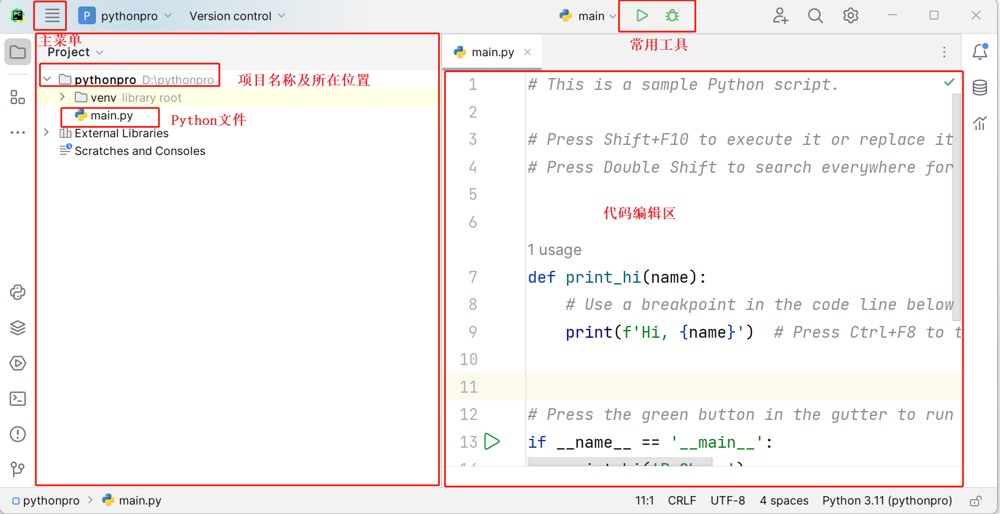 PC P pythonpro Version control main
主菜单
Project
pythonpro D:\pythonpro
项目名称及所在位置
venv library root
main.py
Python文件
External Libraries
Scratches and Consoles
常用工具
main.py
1 # This is a sample Python script.
2
3 # Press Shift+F10 to execute it or replace it
4 # Press Double Shift to search everywhere for
5
代码编辑区
6
1 usage
7 def print_hi(name):
8 # Use a breakpoint in the code line below
9 print(f'Hi, {name}') # Press Ctrl+F8 to t
10
11
12 # Press the green button in the gutter to run
13 if __name__ == '__main__':
pythonpro main.py 11:1 CRLF UTF-8 4 spaces Python 3.11 (pythonpro)